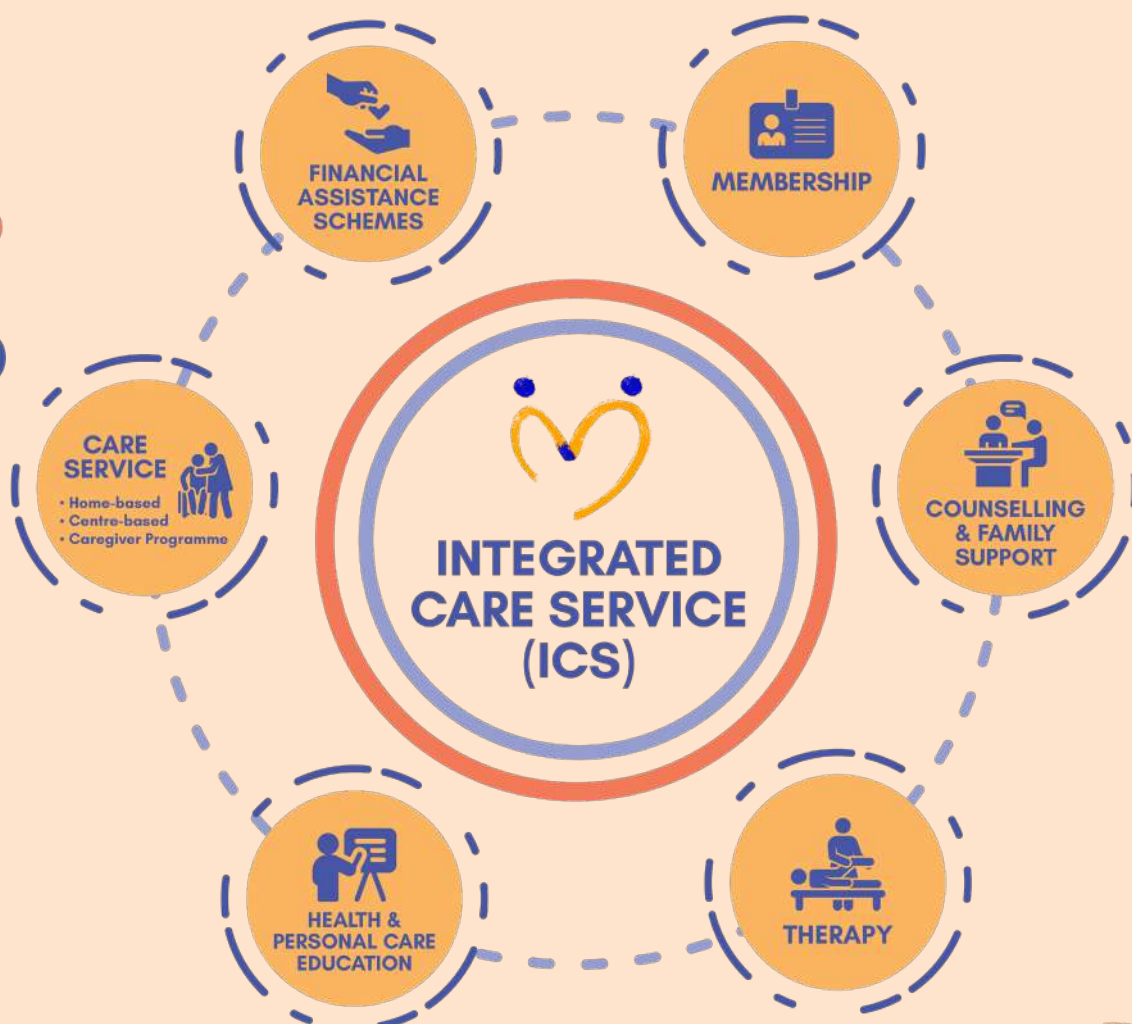 FINANCIAL
ASSISTANCE
SCHEMES
MEMBERSHIP
CARE
SERVICE
• Home-based
• Centre-based
• Caregiver Programme
COUNSELLING
& FAMILY
SUPPORT
INTEGRATED
CARE SERVICE
(ICS)
HEALTH &
PERSONAL CARE
EDUCATION
THERAPY